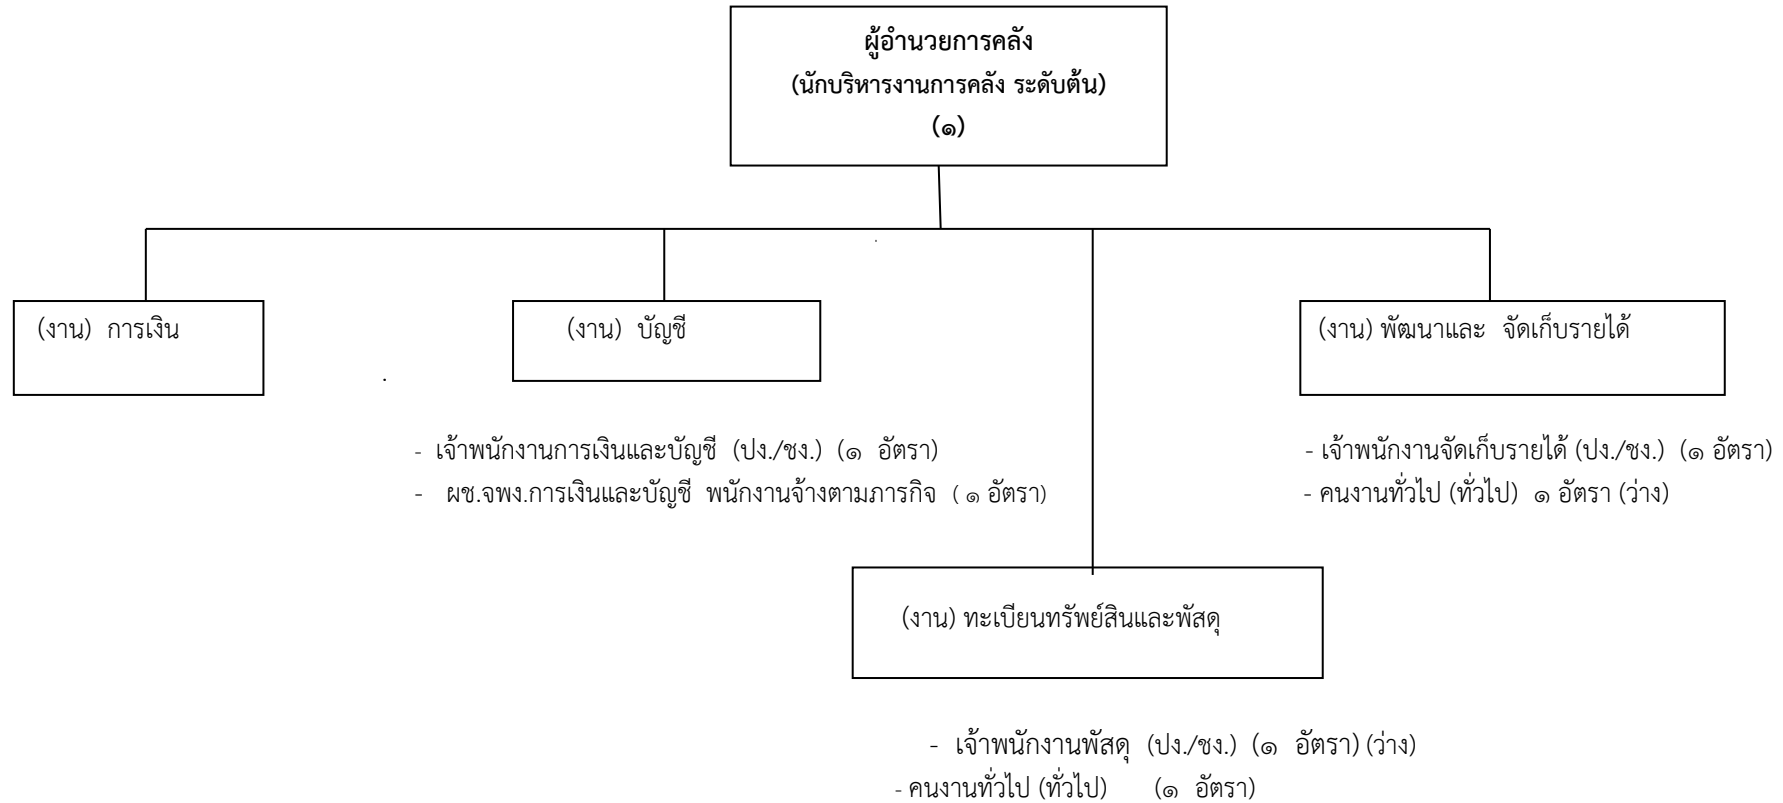 ผู้อำนวยการคลัง
(นักบริหารงานการคลัง ระดับต้น)
(๑)
(งาน) การเงิน
(งาน) บัญชี
(งาน) พัฒนาและ จัดเก็บรายได้
- เจ้าพนักงานการเงินและบัญชี (ปง./ชง.) (๑ อัตรา)
- ผช.จพง.การเงินและบัญชี พนักงานจ้างตามภารกิจ ( ๑ อัตรา)
- เจ้าพนักงานจัดเก็บรายได้ (ปง./ชง.) (๑ อัตรา)
- คนงานทั่วไป (ทั่วไป) ๑ อัตรา (ว่าง)
(งาน) ทะเบียนทรัพย์สินและพัสดุ
- เจ้าพนักงานพัสดุ (ปง./ชง.) (๑ อัตรา) (ว่าง)
- คนงานทั่วไป (ทั่วไป) (๑ อัตรา)